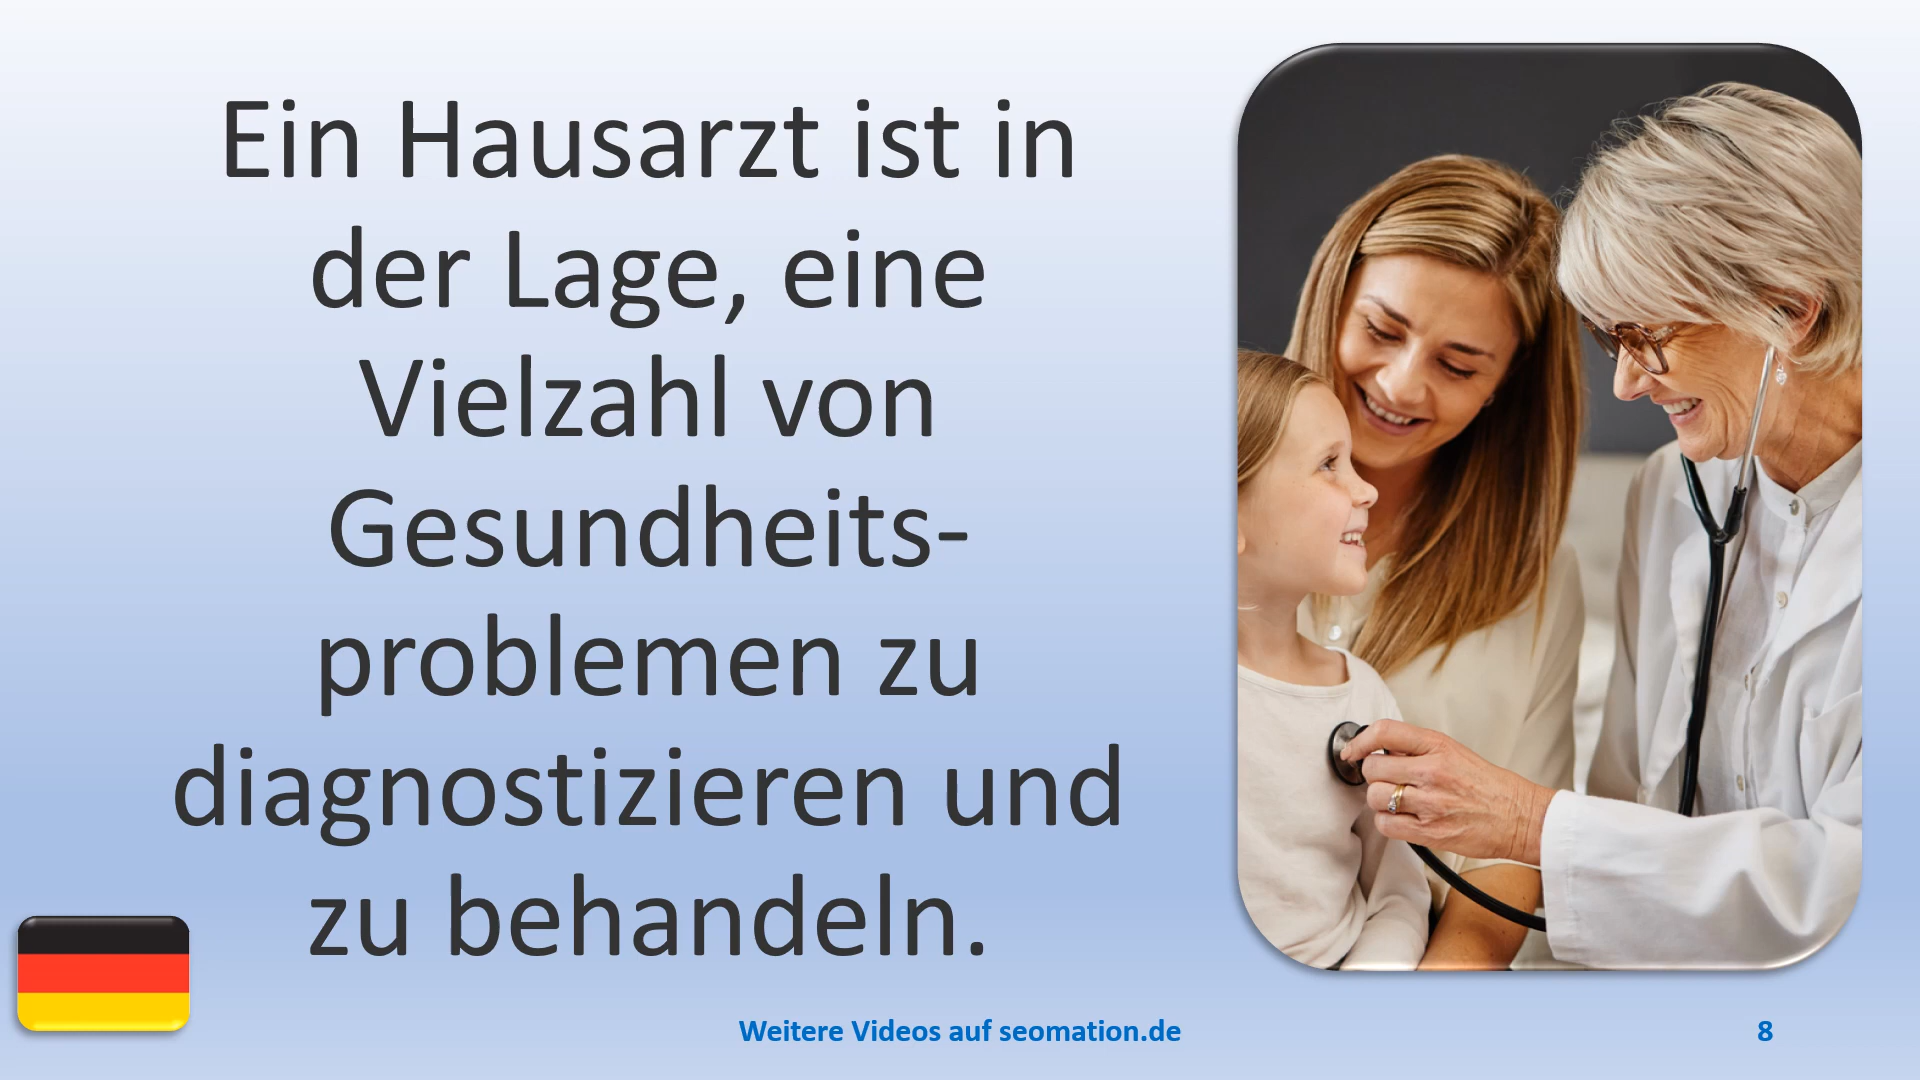 Ein Hausarzt ist in
der Lage, eine
Vielzahl von
Gesundheits-
problemen zu
diagnostizieren und
zu behandeln.
Weitere Videos auf seomation.de
8